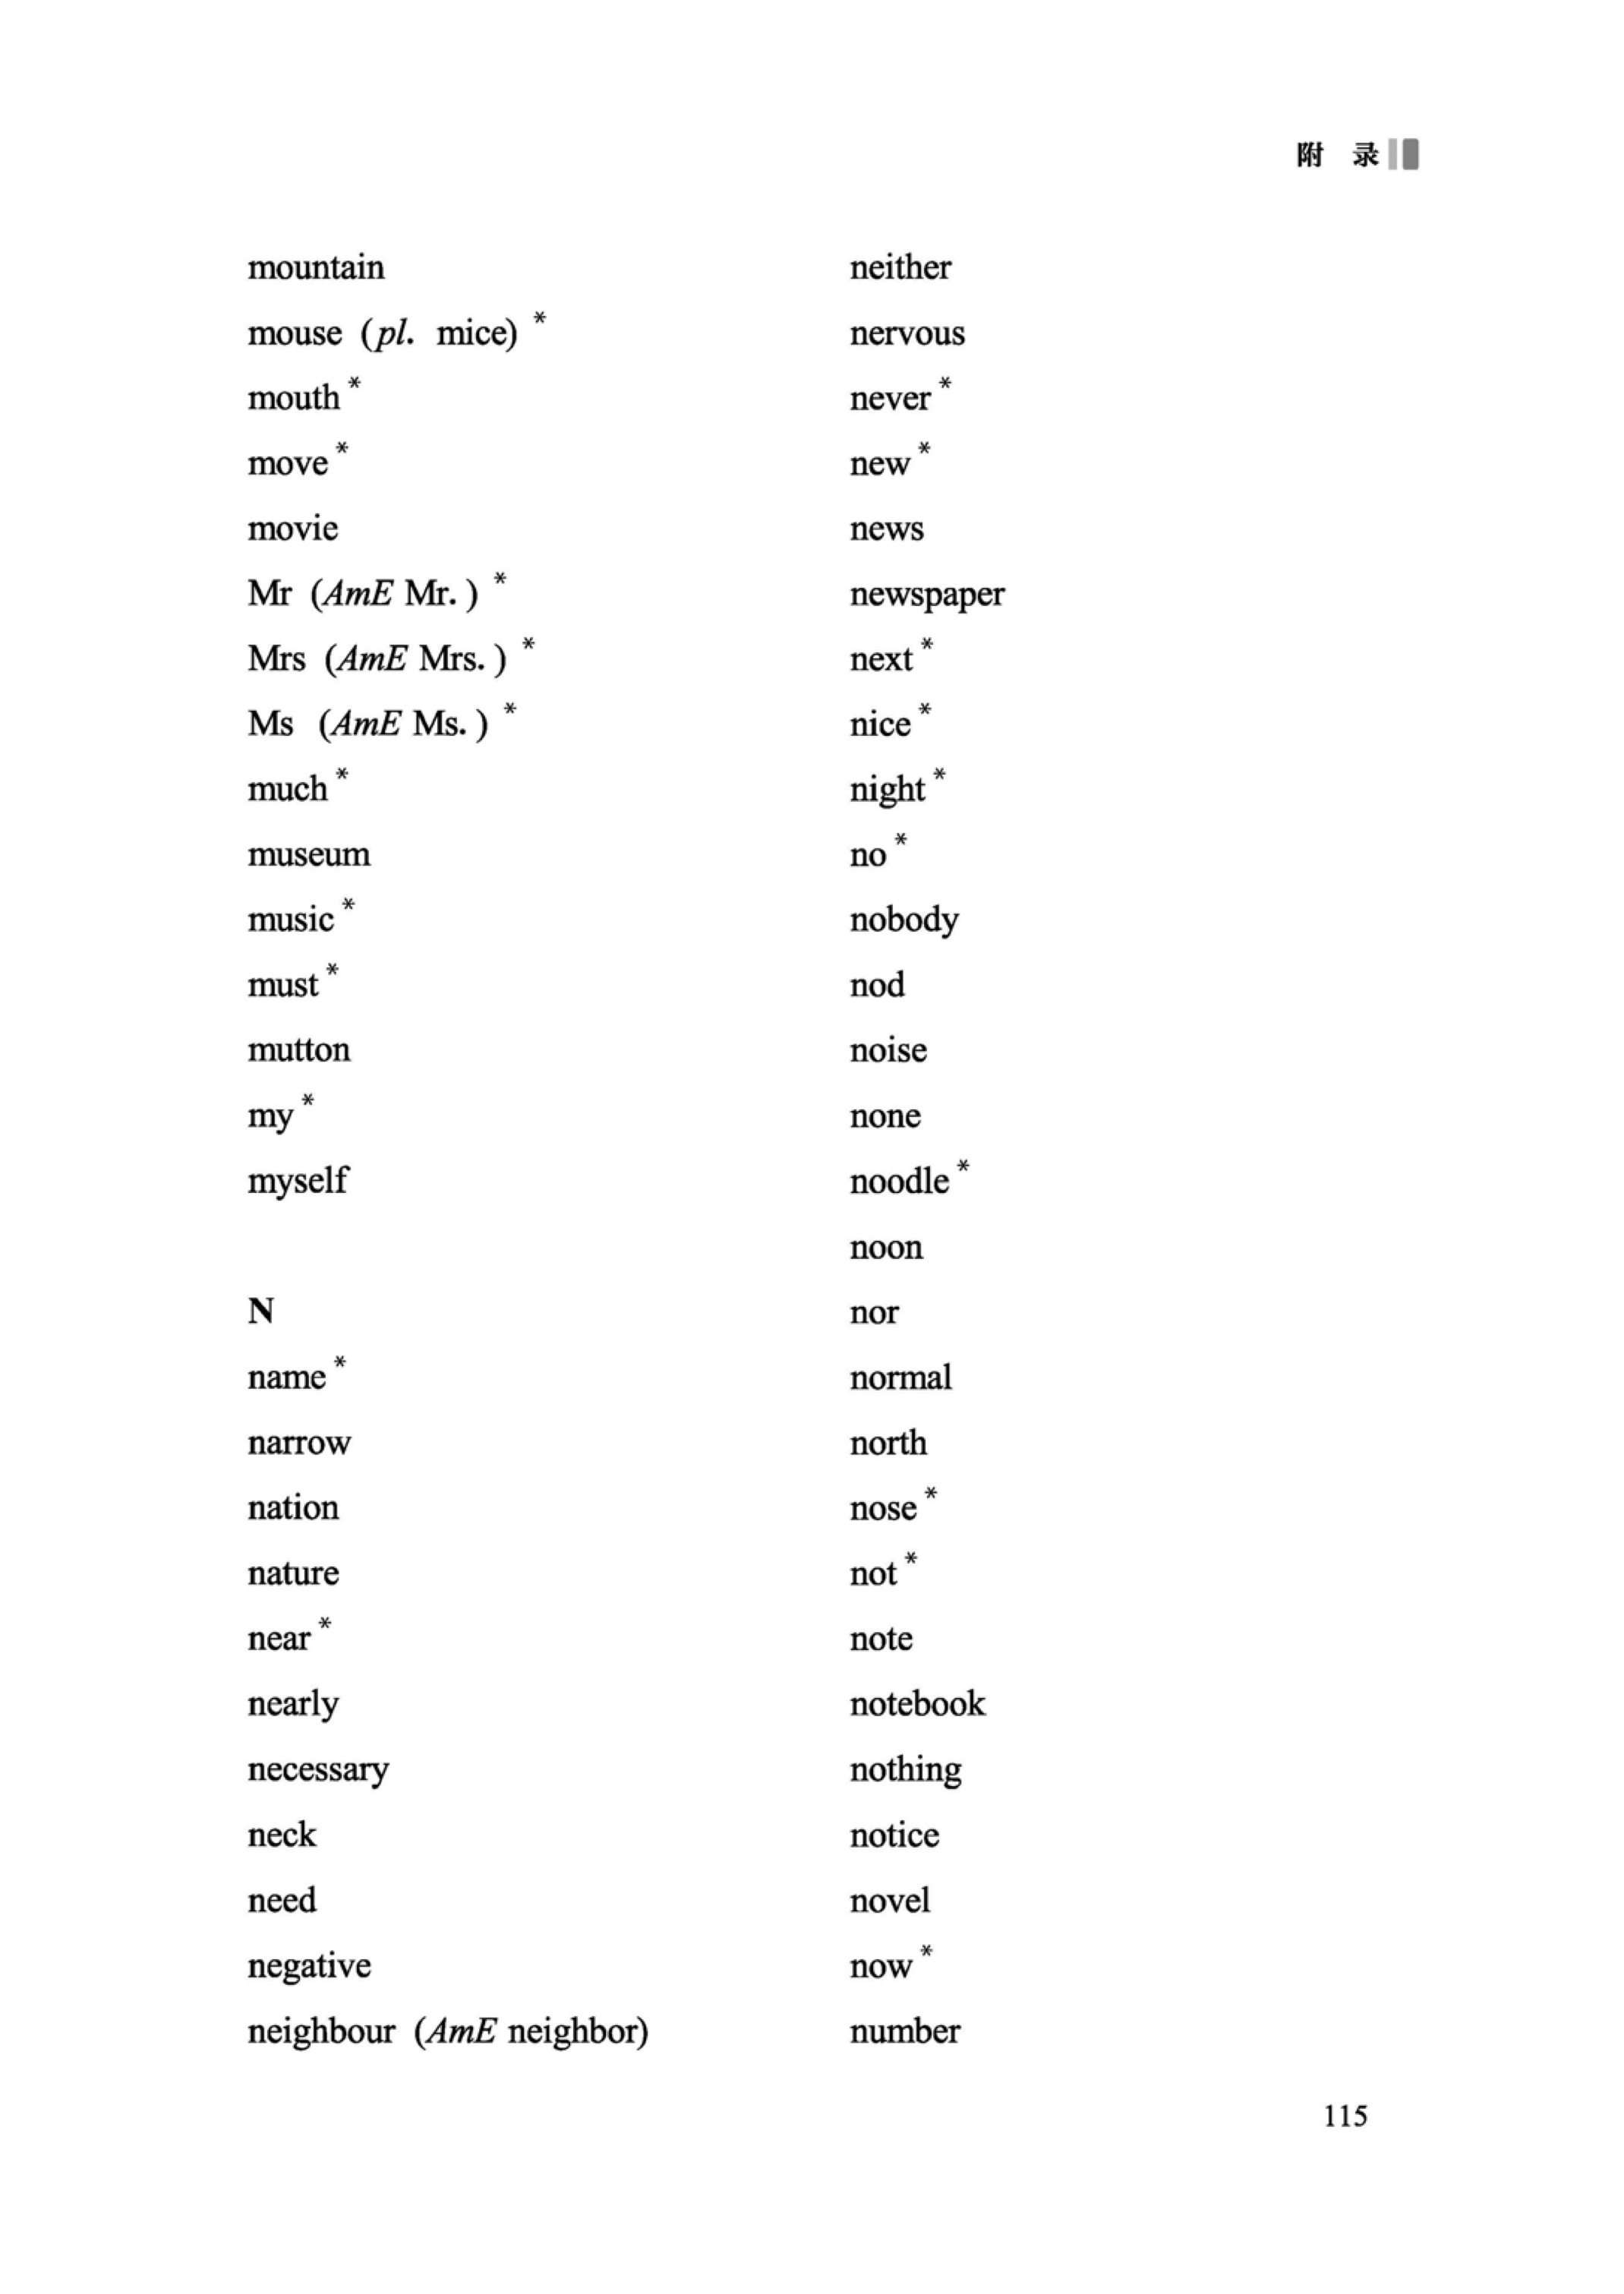 附 录
mountain
mouse (pl. mice) *
mouth *
move *
movie
Mr (AmE Mr.) *
Mrs (AmE Mrs.) *
Ms (AmE Ms.) *
much *
museum
music *
must *
mutton
my *
myself
N
name *
narrow
nation
nature
near *
nearly
necessary
neck
need
negative
neighbour (AmE neighbor)
neither
nervous
never *
new *
news
newspaper
next *
nice *
night *
no *
nobody
nod
noise
none
noodle *
noon
nor
normal
north
nose *
not *
note
notebook
nothing
notice
novel
now *
number
115